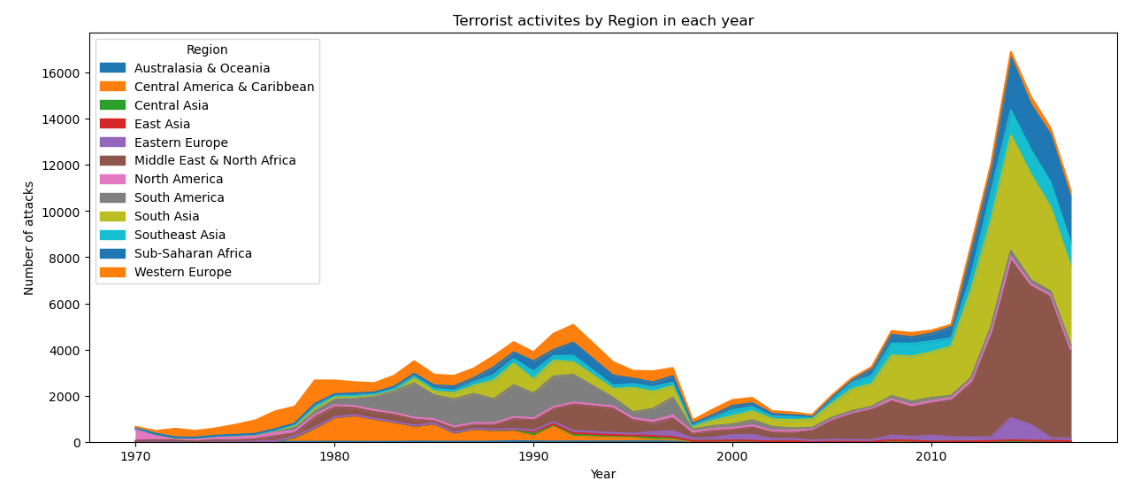 Terrorist activites by Region in each year
Region
Australasia & Oceania
Central America & Caribbean
Central Asia
East Asia
Eastern Europe
Middle East & North Africa
North America
South America
South Asia
Southeast Asia
Sub-Saharan Africa
Western Europe
Number of attacks
16000
14000
12000
10000
8000
6000
4000
2000
0
1970 1980 1990 2000 2010
Year